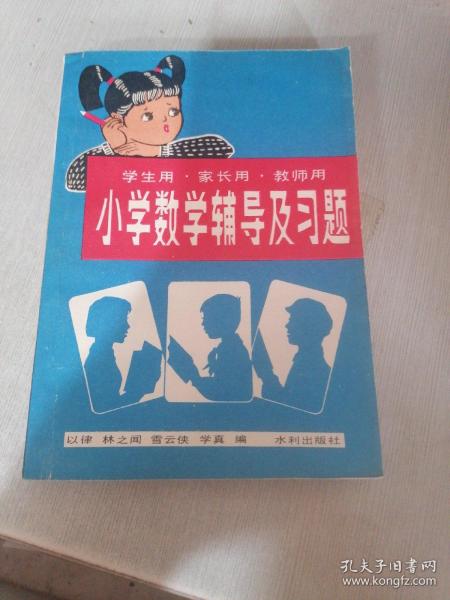 学生用·家长用·教师用
小学数学辅导及习题
以律 林之闻 雪云侠 学真 编 水利出版社
孔夫子旧书网
www.kongfz.com